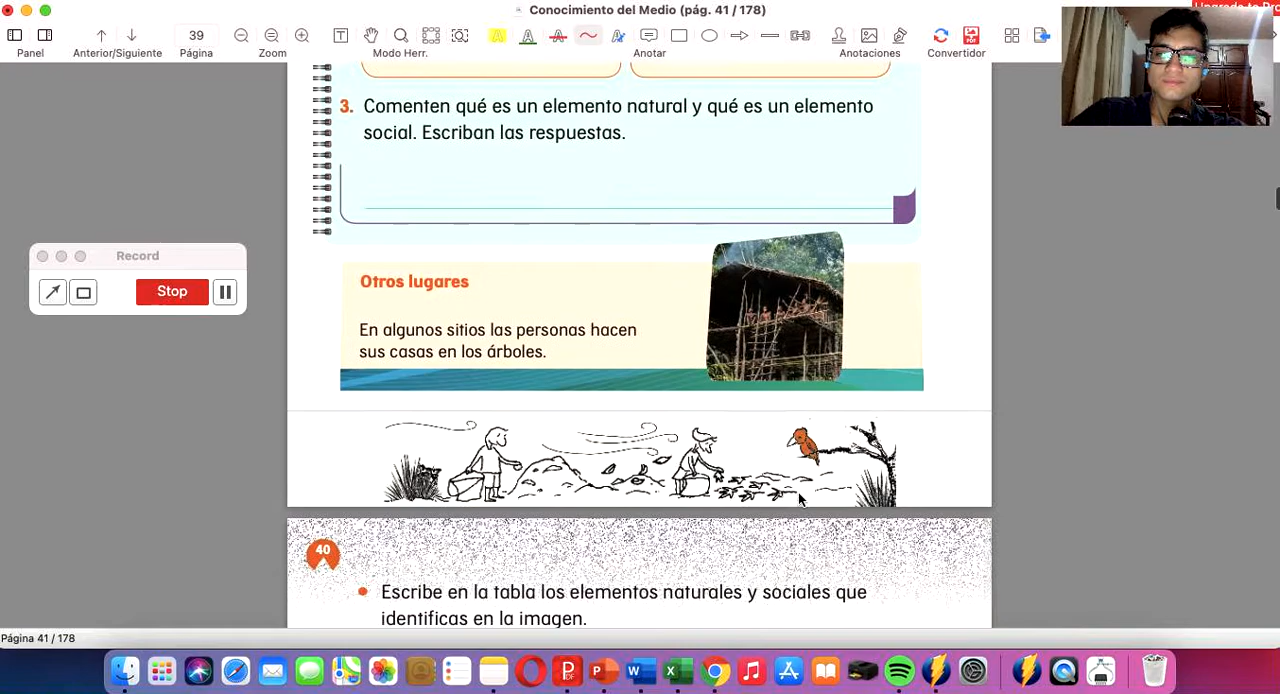 Conocimiento del Medio (pág. 41 / 178)
39
Panel
Anterior/Siguiente
Página
Zoom
Modo Herr.
Anotar
Anotaciones
Convertidor
3. Comenten qué es un elemento natural y qué es un elemento
social. Escriban las respuestas.
Record
Stop
Otros lugares
En algunos sitios las personas hacen
sus casas en los árboles.
40
• Escribe en la tabla los elementos naturales y sociales que
identificas en la imagen.
Página 41 / 178